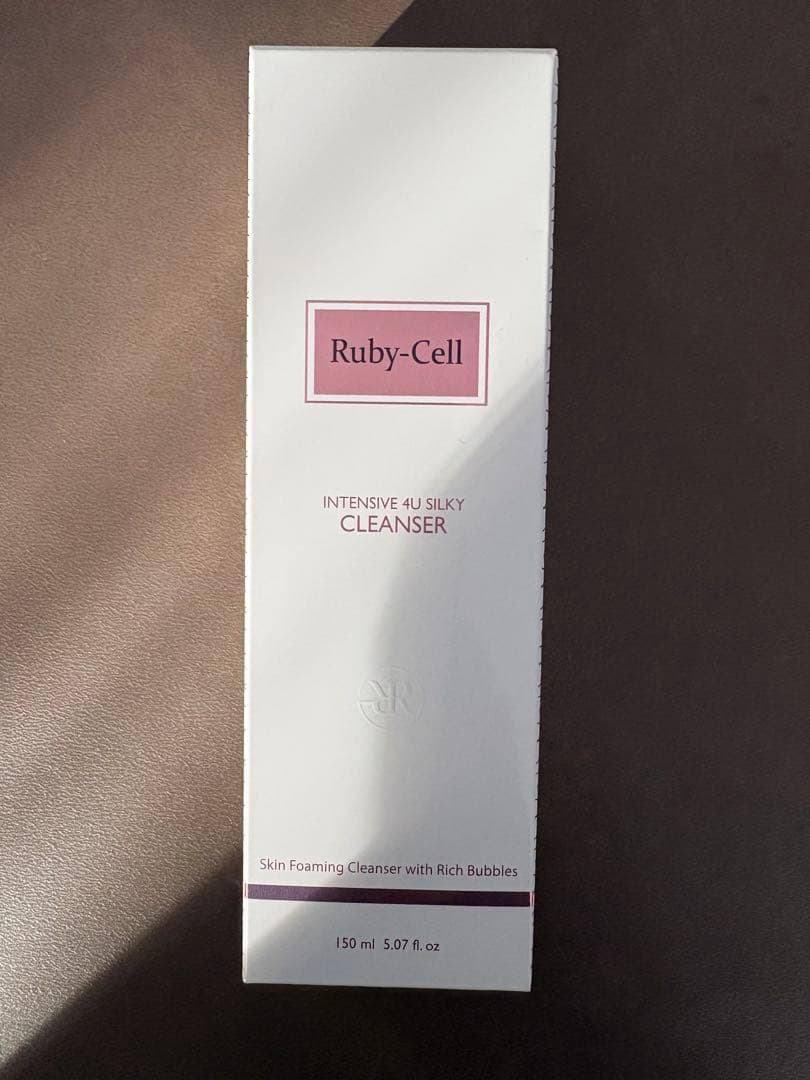 Ruby-Cell
INTENSIVE 4U SILKY
CLEANSER
Skin Foaming Cleanser with Rich Bubbles
150 ml 5.07 fl. oz